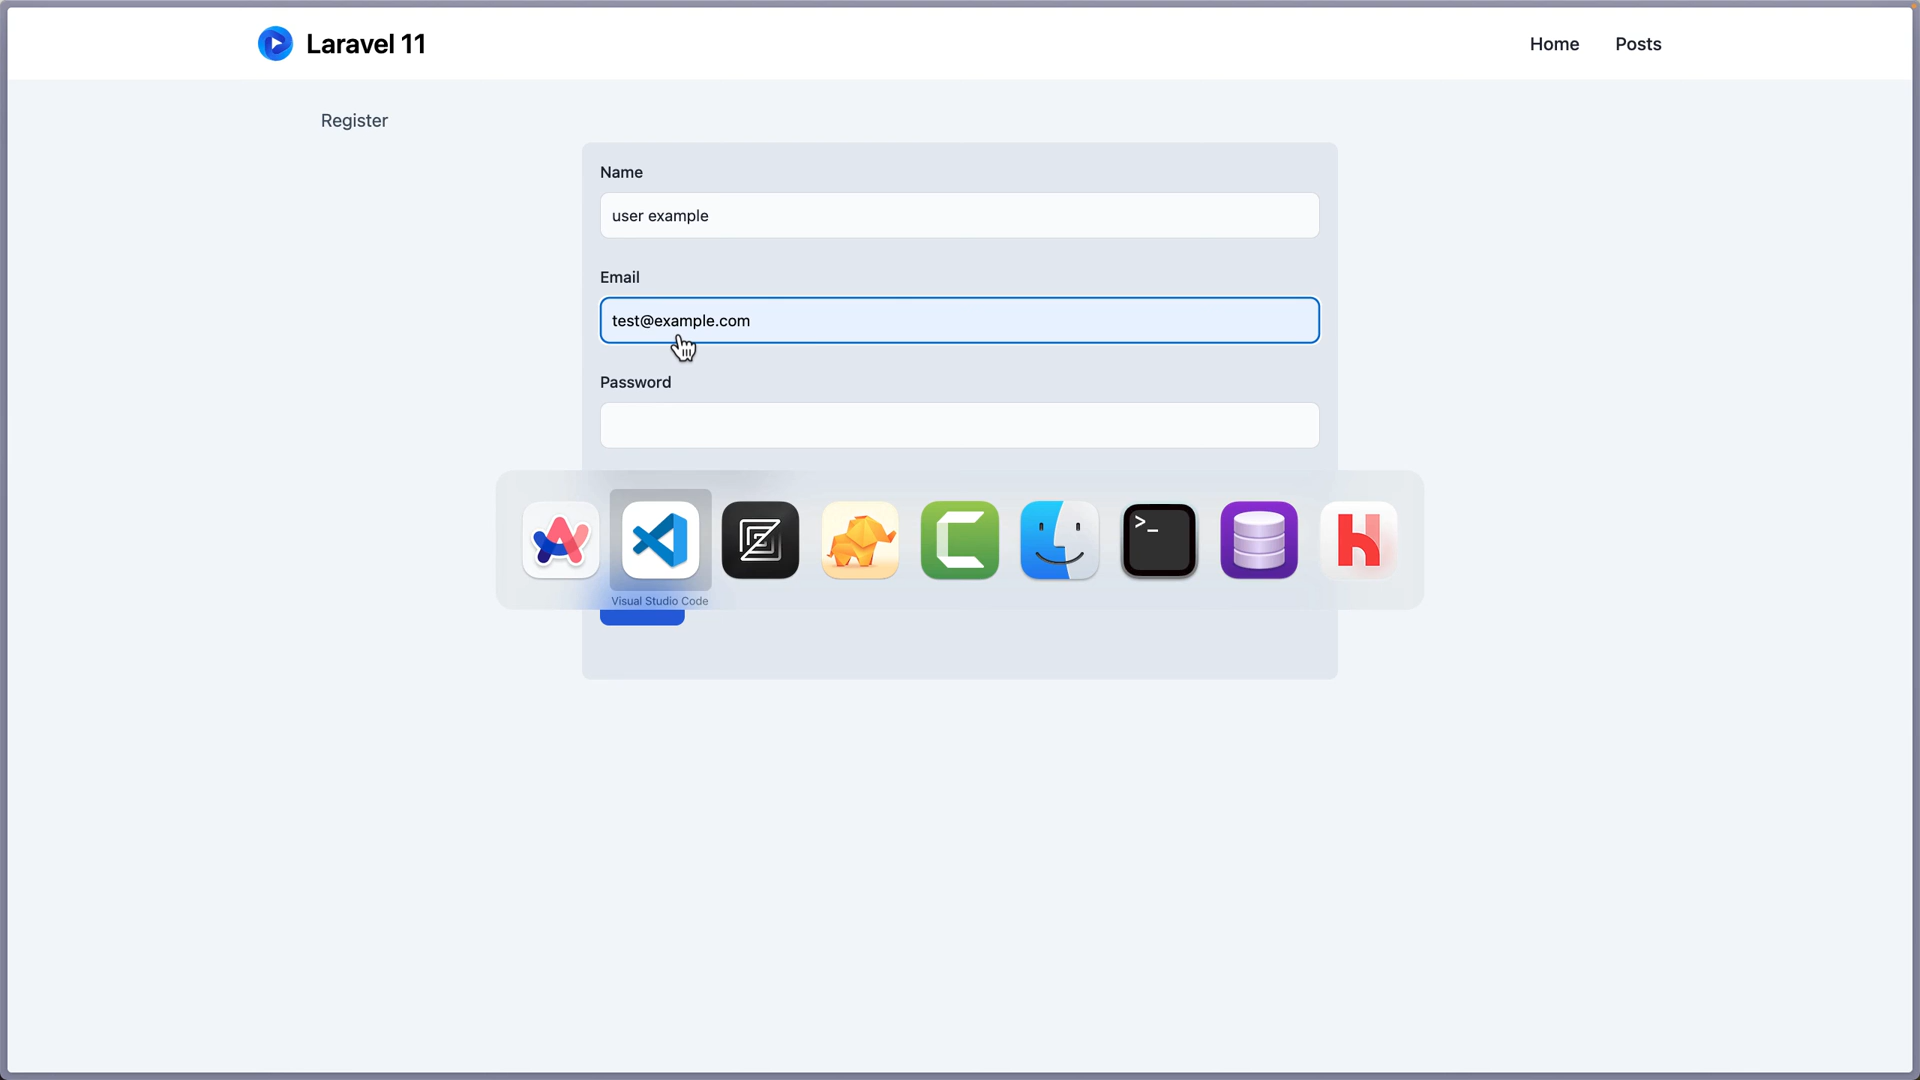 Laravel 11
Home
Posts
Register
Name
user example
Email
test@example.com
Password
>_
Visual Studio Code